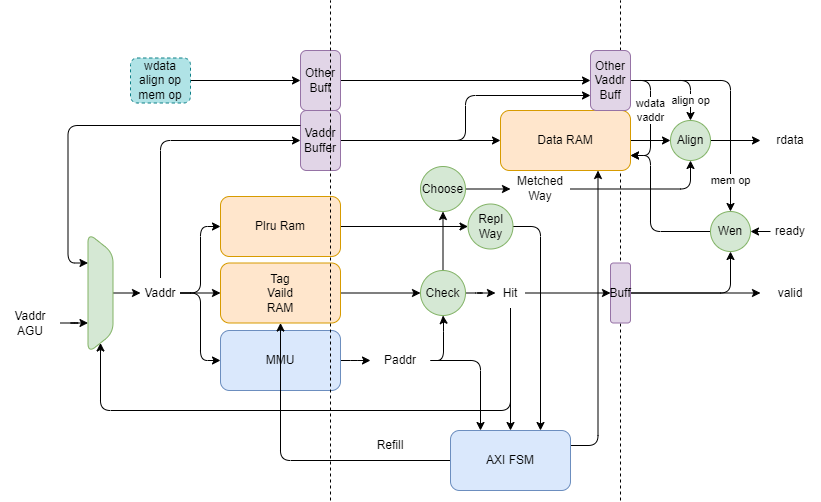 wdata
align op
mem op
Other
Buff
Other
Vaddr
Buff
wdata
vaddr
align op
Vaddr
Buffer
Data RAM
Align
rdata
Choose
Metched
Way
mem op
Plru Ram
Repl
Way
Wen
ready
Vaddr
Tag
Vaild
RAM
Check
Hit
Buff
valid
Vaddr
AGU
MMU
Paddr
Refill
AXI FSM